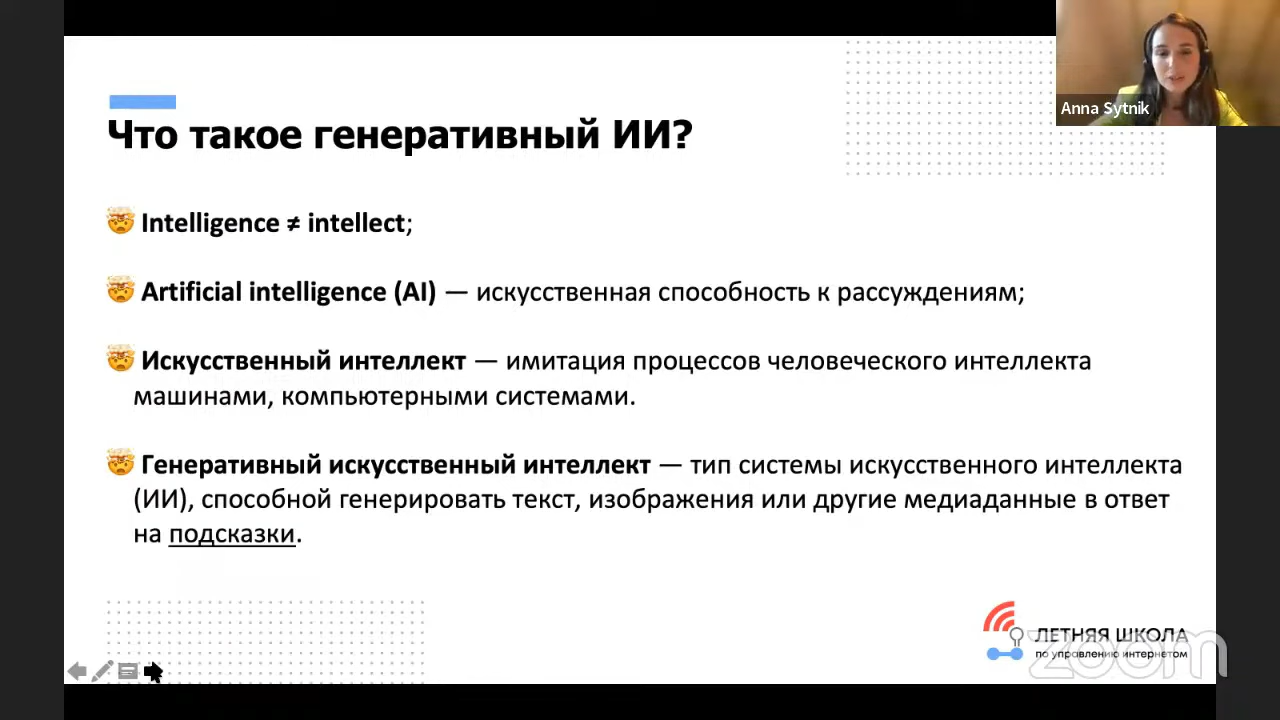 Anna Sytnik
Что такое генеративный ИИ?
🤯 Intelligence ≠ intellect;
🤯 Artificial intelligence (AI) — искусственная способность к рассуждениям;
🤯 Искусственный интеллект — имитация процессов человеческого интеллекта
машинами, компьютерными системами.
🤯 Генеративный искусственный интеллект — тип системы искусственного интеллекта
(ИИ), способной генерировать текст, изображения или другие медиаданные в ответ
на подсказки.
ЛЕТНЯЯ ШКОЛА
по управлению интернетом
zoom